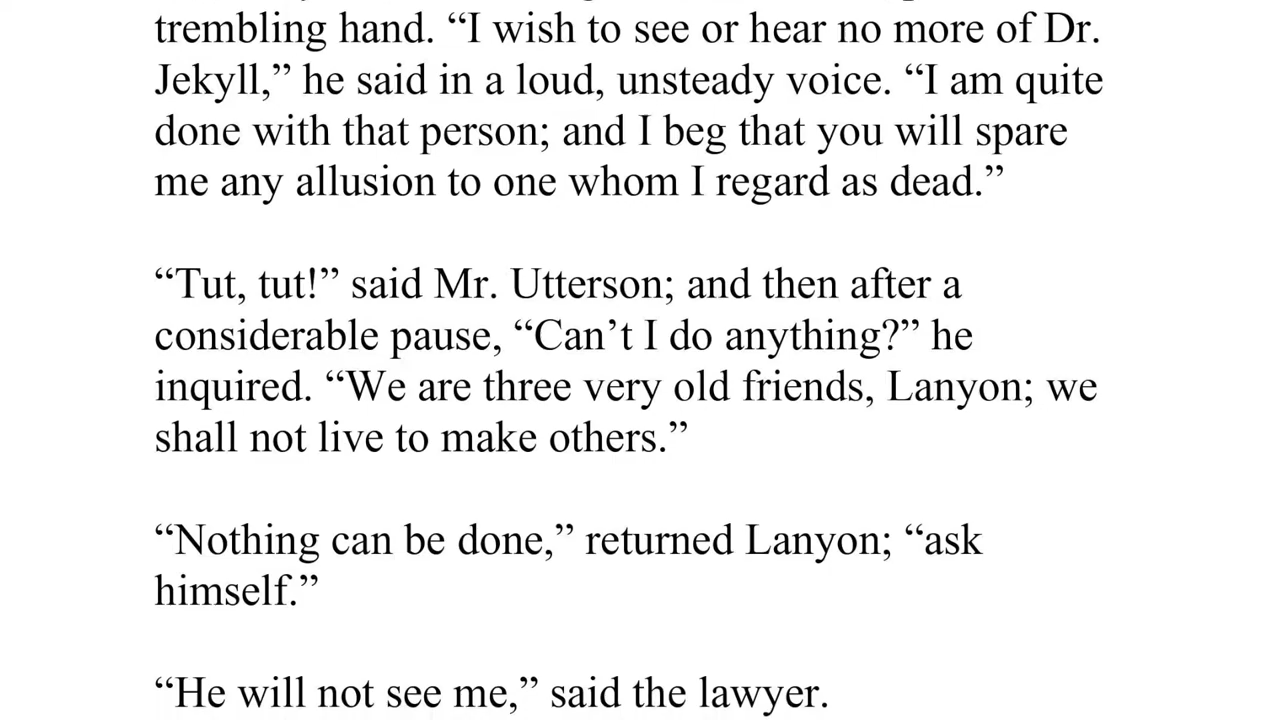 trembling hand. “I wish to see or hear no more of Dr.
Jekyll,” he said in a loud, unsteady voice. “I am quite
done with that person; and I beg that you will spare
me any allusion to one whom I regard as dead.”
“Tut, tut!” said Mr. Utterson; and then after a
considerable pause, “Can’t I do anything?” he
inquired. “We are three very old friends, Lanyon; we
shall not live to make others.”
“Nothing can be done,” returned Lanyon; “ask
himself.”
“He will not see me,” said the lawyer.